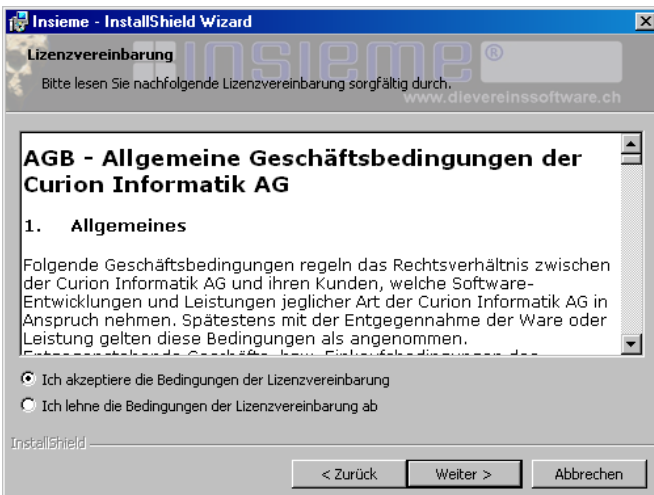 Insieme - InstallShield Wizard
insieme®
Lizenzvereinbarung
Bitte lesen Sie nachfolgende Lizenzvereinbarung sorgfältig durch.
www.dievereinssoftware.ch
AGB - Allgemeine Geschäftsbedingungen der
Curion Informatik AG
1. Allgemeines
Folgende Geschäftsbedingungen regeln das Rechtsverhältnis zwischen
der Curion Informatik AG und ihren Kunden, welche Software-
Entwicklungen und Leistungen jeglicher Art der Curion Informatik AG in
Anspruch nehmen. Spätestens mit der Entgegennahme der Ware oder
Leistung gelten diese Bedingungen als angenommen.
Ich akzeptiere die Bedingungen der Lizenzvereinbarung
Ich lehne die Bedingungen der Lizenzvereinbarung ab
InstallShield
< Zurück Weiter > Abbrechen